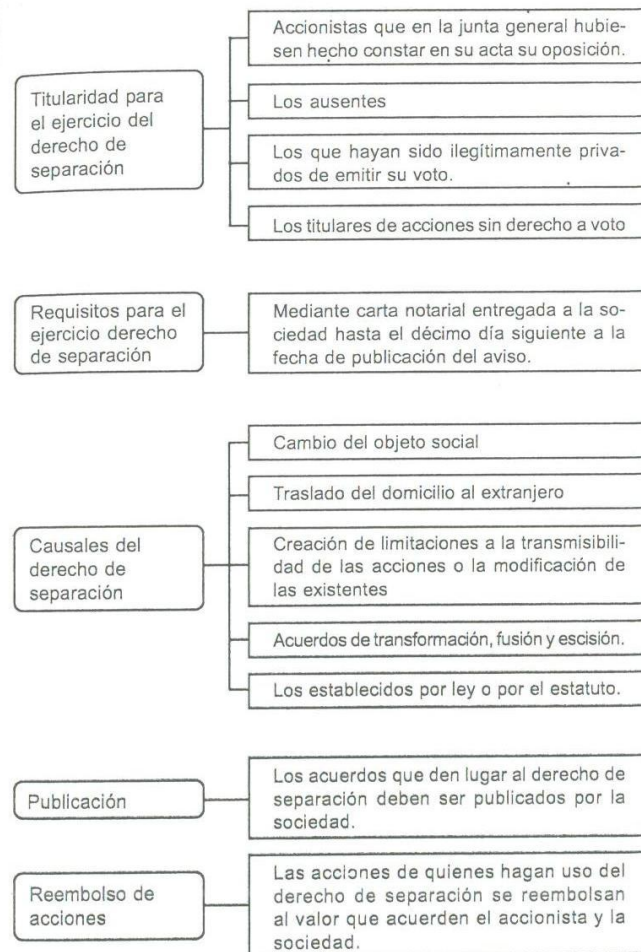 Titularidad para
el ejercicio del
derecho de
separación
Accionistas que en la junta general hubie-
sen hecho constar en su acta su oposición.
Los ausentes
Los que hayan sido ilegítimamente priva-
dos de emitir su voto.
Los titulares de acciones sin derecho a voto
Requisitos para el
ejercicio derecho
de separación
Mediante carta notarial entregada a la so-
ciedad hasta el décimo día siguiente a la
fecha de publicación del aviso.
Causales del
derecho de
separación
Cambio del objeto social
Traslado del domicilio al extranjero
Creación de limitaciones a la transmisibili-
dad de las acciones o la modificación de
las existentes
Acuerdos de transformación, fusión y escisión.
Los establecidos por ley o por el estatuto.
Publicación
Los acuerdos que den lugar al derecho de
separación deben ser publicados por la
sociedad.
Reembolso de
acciones
Las acciones de quienes hagan uso del
derecho de separación se reembolsan
al valor que acuerden el accionista y la
sociedad.